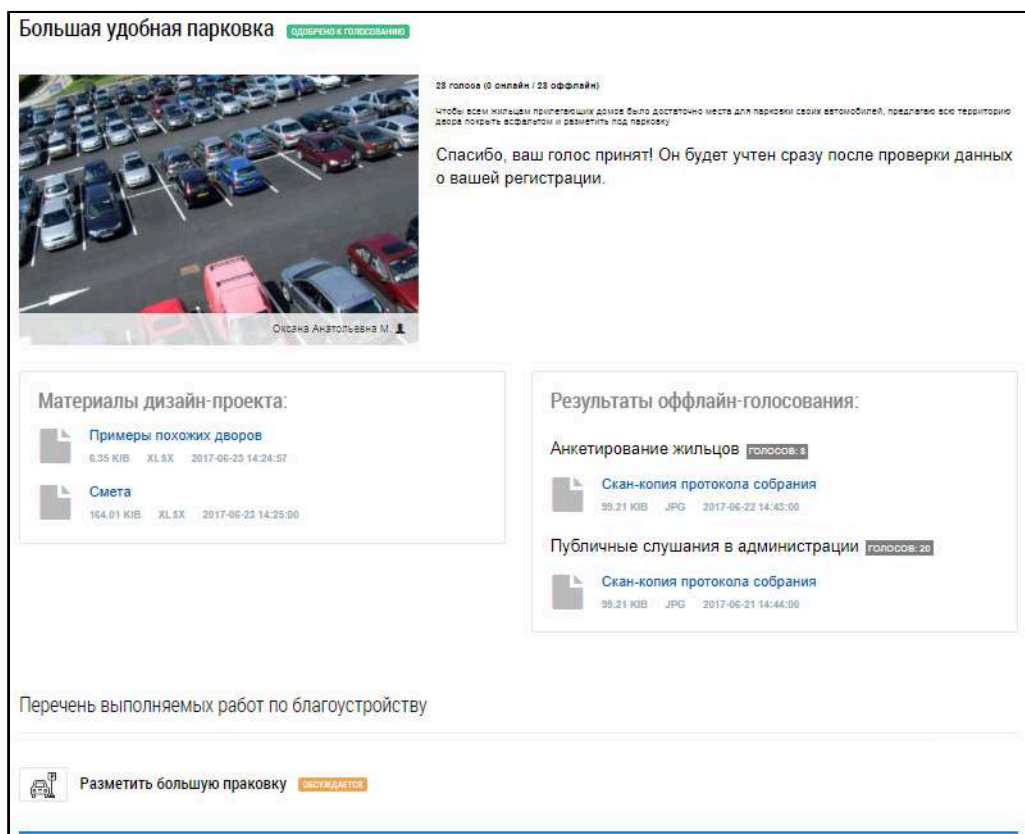 Большая удобная парковка ОДОБРЕНО К ГОЛОСОВАНИЮ
28 голоса (0 онлайн / 28 оффлайн)
Чтобы всем жильцам прилегающих домов было достаточно места для парковки своих автомобилей, предлагаю всю территорию
двора покрыть асфальтом и разметить под парковку
Спасибо, ваш голос принят! Он будет учтен сразу после проверки данных
о вашей регистрации.
Оксана Анатольевна М.
Материалы дизайн-проекта:
Примеры похожих дворов
6.35 KIB XLSX 2017-06-23 14:24:57
Смета
164.01 KIB XLSX 2017-06-23 14:25:00
Результаты оффлайн-голосования:
Анкетирование жильцов ГОЛОСОВ: 8
Скан-копия протокола собрания
99.21 KIB JPG 2017-06-22 14:43:00
Публичные слушания в администрации ГОЛОСОВ: 20
Скан-копия протокола собрания
99.21 KIB JPG 2017-06-21 14:44:00
Перечень выполняемых работ по благоустройству
Разметить большую праковку ОБСУЖДАЕТСЯ